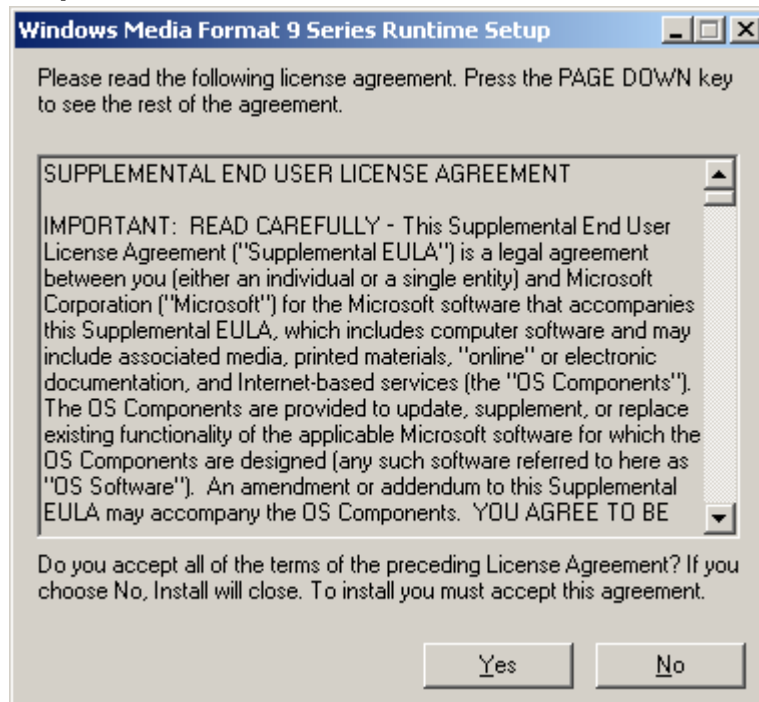 Windows Media Format 9 Series Runtime Setup
Please read the following license agreement. Press the PAGE DOWN key
to see the rest of the agreement.
SUPPLEMENTAL END USER LICENSE AGREEMENT
IMPORTANT:  READ CAREFULLY - This Supplemental End User
License Agreement ("Supplemental EULA") is a legal agreement
between you (either an individual or a single entity) and Microsoft
Corporation ("Microsoft") for the Microsoft software that accompanies
this Supplemental EULA, which includes computer software and may
include associated media, printed materials, "online" or electronic
documentation, and Internet-based services (the "OS Components").
The OS Components are provided to update, supplement, or replace
existing functionality of the applicable Microsoft software for which the
OS Components are designed (any such software referred to here as
"OS Software").  An amendment or addendum to this Supplemental
EULA may accompany the OS Components.  YOU AGREE TO BE
Do you accept all of the terms of the preceding License Agreement? If you
choose No, Install will close. To install you must accept this agreement.
Yes
No